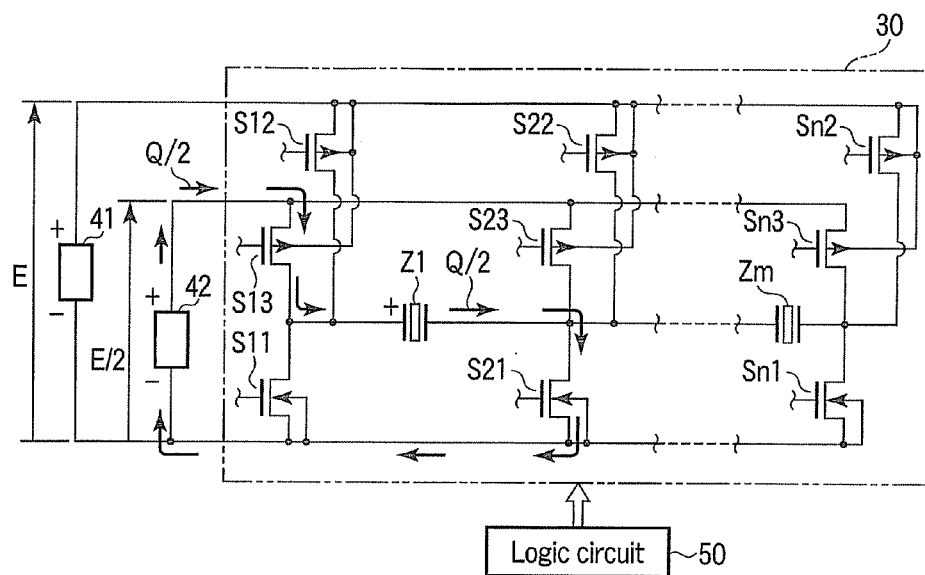 30
S12
S22
Sn2
Q/2
S23
Sn3
+
41
E
−
S13
Z1
Q/2
Zm
+
42
+
E/2
−
S11
S21
Sn1
Logic circuit
50